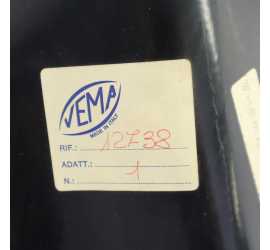 VEMA
MADE IN ITALY
RIF.: 12738
ADATT.:
N.: 1